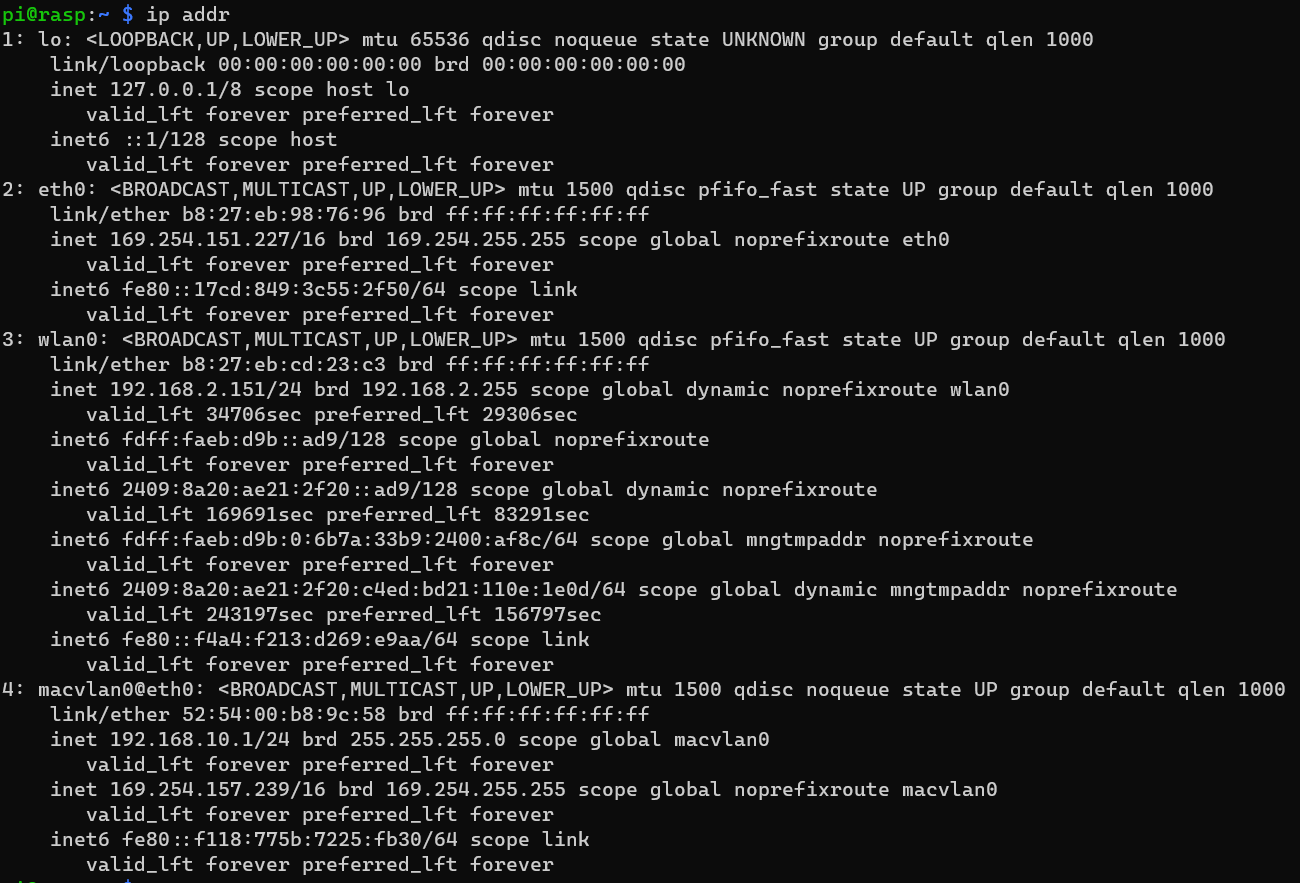 pi@rasp:~ $ ip addr
1: lo: <LOOPBACK,UP,LOWER_UP> mtu 65536 qdisc noqueue state UNKNOWN group default qlen 1000
    link/loopback 00:00:00:00:00:00 brd 00:00:00:00:00:00
    inet 127.0.0.1/8 scope host lo
       valid_lft forever preferred_lft forever
    inet6 ::1/128 scope host
       valid_lft forever preferred_lft forever
2: eth0: <BROADCAST,MULTICAST,UP,LOWER_UP> mtu 1500 qdisc pfifo_fast state UP group default qlen 1000
    link/ether b8:27:eb:98:76:96 brd ff:ff:ff:ff:ff:ff
    inet 169.254.151.227/16 brd 169.254.255.255 scope global noprefixroute eth0
       valid_lft forever preferred_lft forever
    inet6 fe80::17cd:849:3c55:2f50/64 scope link
       valid_lft forever preferred_lft forever
3: wlan0: <BROADCAST,MULTICAST,UP,LOWER_UP> mtu 1500 qdisc pfifo_fast state UP group default qlen 1000
    link/ether b8:27:eb:cd:23:c3 brd ff:ff:ff:ff:ff:ff
    inet 192.168.2.151/24 brd 192.168.2.255 scope global dynamic noprefixroute wlan0
       valid_lft 34706sec preferred_lft 29306sec
    inet6 fdff:faeb:d9b::ad9/128 scope global noprefixroute
       valid_lft forever preferred_lft forever
    inet6 2409:8a20:ae21:2f20::ad9/128 scope global dynamic noprefixroute
       valid_lft 169691sec preferred_lft 83291sec
    inet6 fdff:faeb:d9b:0:6b7a:33b9:2400:af8c/64 scope global mngtmpaddr noprefixroute
       valid_lft forever preferred_lft forever
    inet6 2409:8a20:ae21:2f20:c4ed:bd21:110e:1e0d/64 scope global dynamic mngtmpaddr noprefixroute
       valid_lft 243197sec preferred_lft 156797sec
    inet6 fe80::f4a4:f213:d269:e9aa/64 scope link
       valid_lft forever preferred_lft forever
4: macvlan0@eth0: <BROADCAST,MULTICAST,UP,LOWER_UP> mtu 1500 qdisc noqueue state UP group default qlen 1000
    link/ether 52:54:00:b8:9c:58 brd ff:ff:ff:ff:ff:ff
    inet 192.168.10.1/24 brd 255.255.255.0 scope global macvlan0
       valid_lft forever preferred_lft forever
    inet 169.254.157.239/16 brd 169.254.255.255 scope global noprefixroute macvlan0
       valid_lft forever preferred_lft forever
    inet6 fe80::f118:775b:7225:fb30/64 scope link
       valid_lft forever preferred_lft forever